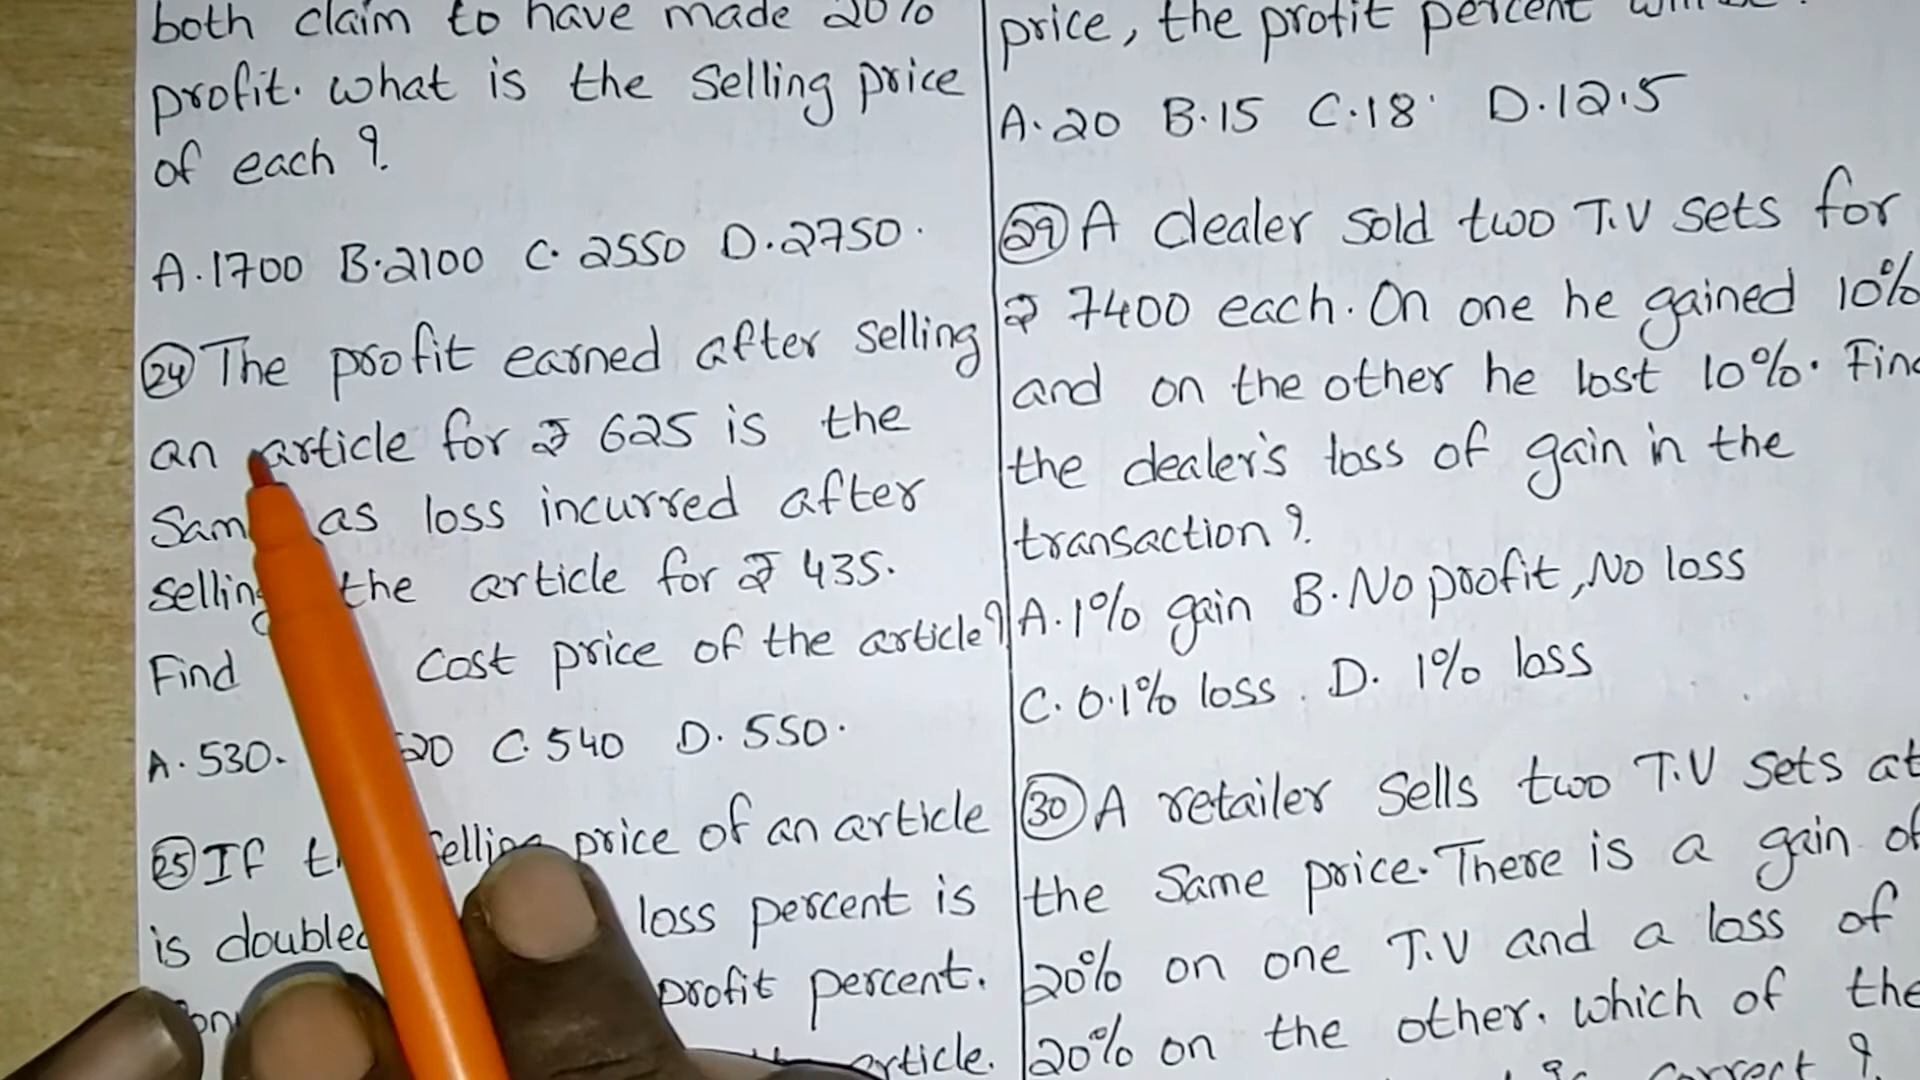 both claim to have made 20%
profit. what is the Selling price
of each ?
A.1700 B.2100 C.2550 D.2750.
24 The profit earned after selling
an article for ₹ 625 is the
Sam as loss incurred after
selling the article for ₹ 435.
Find cost price of the article?
A.530. 20 C.540 D.550.
25 If selling price of an article
is doubled loss percent is
profit percent.
article.
price, the profit percent
A.20 B.15 C.18 D.12.5
29 A dealer sold two T.V sets for
₹ 7400 each. On one he gained 10%
and on the other he lost 10%. Find
the dealer's loss of gain in the
transaction ?
A.1% gain B.No profit, No loss
C.0.1% loss. D. 1% loss
30 A retailer Sells two T.V Sets at
the Same price. There is a gain of
20% on one T.V and a loss of
20% on the other. which of the
correct ?